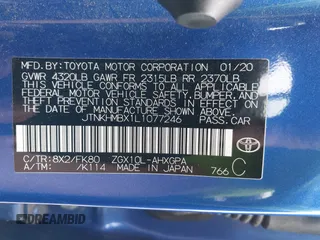 MFD.BY:TOYOTA MOTOR CORPORATION 01/20
GVWR 4320LB GAWR FR 2315LB RR 2370LB
THIS VEHICLE CONFORMS TO ALL APPLICABLE
FEDERAL MOTOR VEHICLE SAFETY, BUMPER, AND
THEFT PREVENTION STANDARDS IN EFFECT ON
THE DATE OF MANUFACTURE SHOWN ABOVE.
JTNKHMBX1L1077246 PASS.CAR
C/TR:8X2/FK80 ZGX10L-AHXGPA
A/TM: /K114 MADE IN JAPAN 766 C
TOYOTA
© DREAMBID